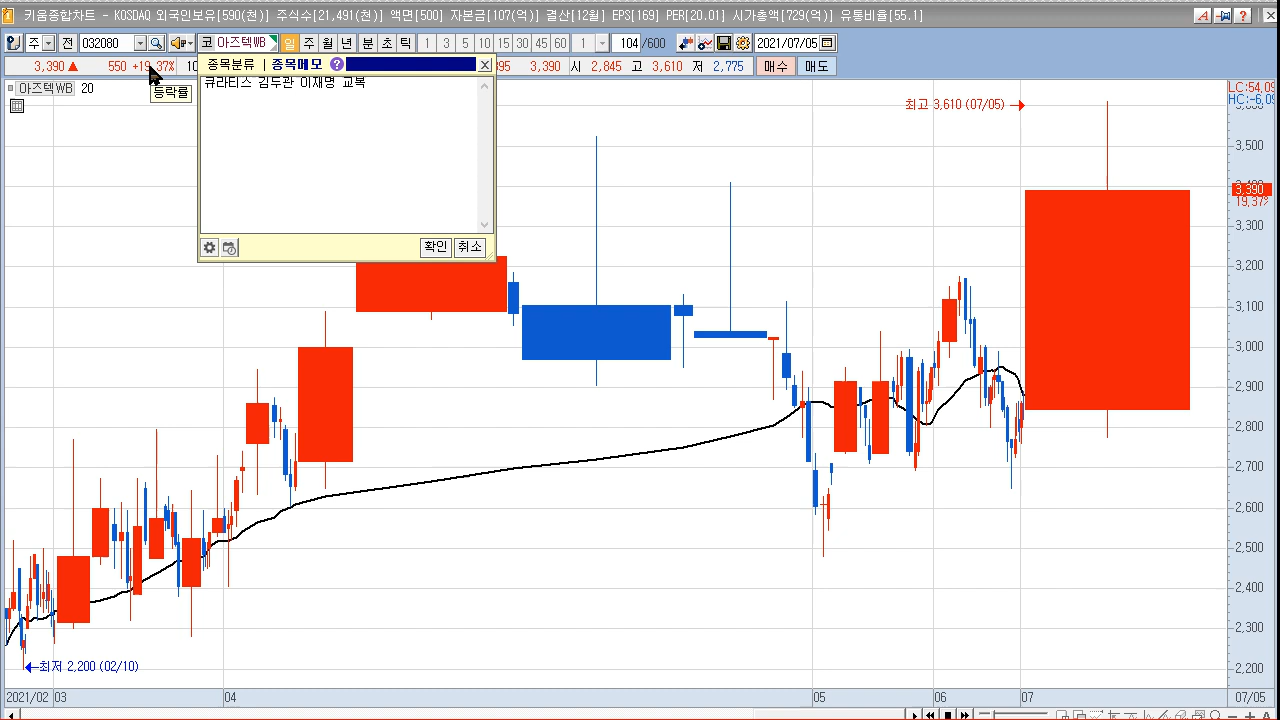 키움종합차트 - KOSDAQ 외국인보유[590(천)] 주식수[21,491(천)] 액면[500] 자본금[107(억)] 결산[12월] EPS[169] PER[20.01] 시가총액[729(억)] 유통비율[55.1]
주 전 032080 코 아즈텍WB 일 주 월 년 분 초 틱 1 3 5 10 15 30 45 60 1 104 /600 2021/07/05
3,390 ▲ 550 +19.37% 3,390 시 2,845 고 3,610 저 2,775 매수 매도
종목분류 | 종목메모
등락률
큐라티스 김두관 이재명 교복
확인 취소
아즈텍WB 20
최고 3,610 (07/05)
LC:54.09
HC:-6.09
3,500
3,390
19.37%
3,300
3,200
3,100
3,000
2,900
2,800
2,700
2,600
2,500
2,400
2,300
2,200
최저 2,200 (02/10)
2021/02 03 04 05 06 07 07/05